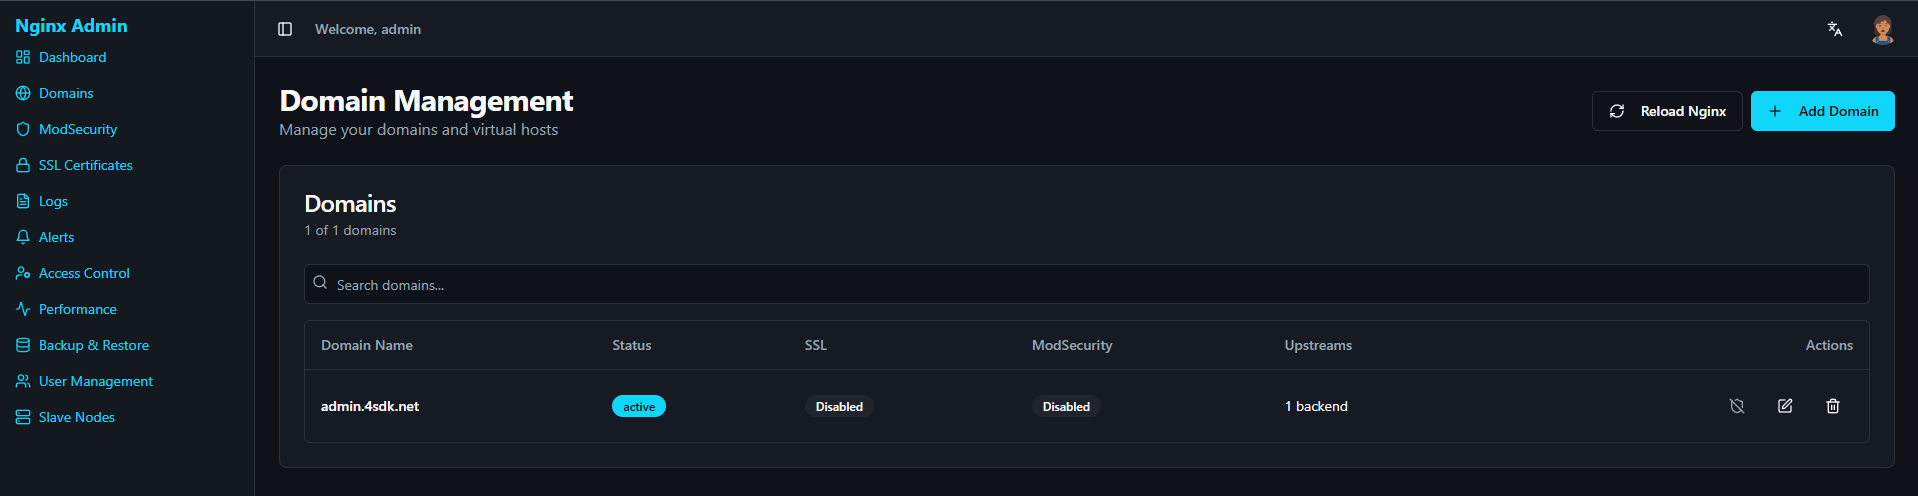 Nginx Admin
Dashboard
Domains
ModSecurity
SSL Certificates
Logs
Alerts
Access Control
Performance
Backup & Restore
User Management
Slave Nodes
Welcome, admin
Domain Management
Manage your domains and virtual hosts
Reload Nginx
Add Domain
Domains
1 of 1 domains
Search domains...
Domain Name Status SSL ModSecurity Upstreams Actions
admin.4sdk.net active Disabled Disabled 1 backend